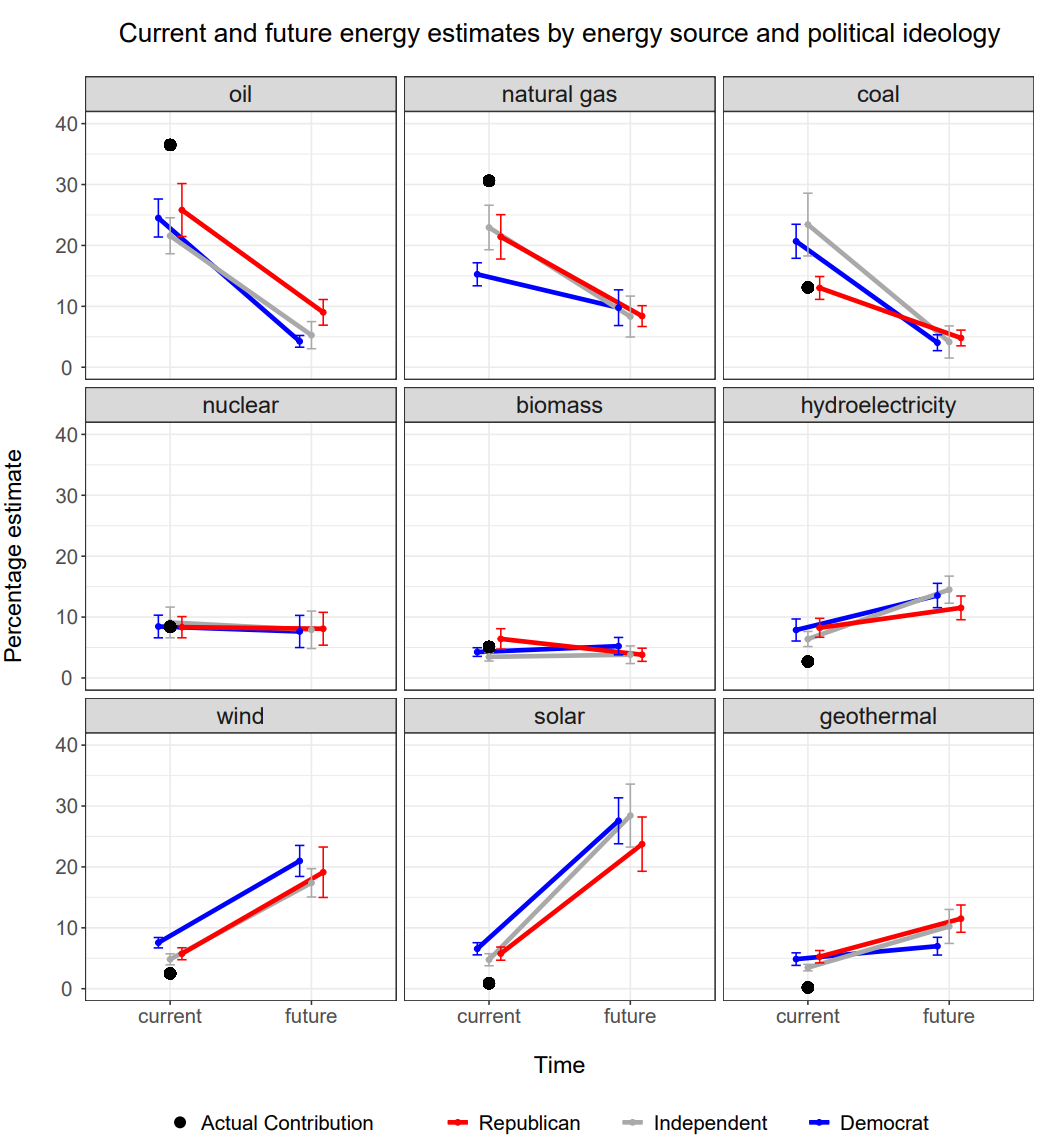 Current and future energy estimates by energy source and political ideology
oil natural gas coal
40
30
20
10
0
nuclear biomass hydroelectricity
40
30
20
10
0
wind solar geothermal
40
30
20
10
0
Percentage estimate
current future current future current future
Time
Actual Contribution Republican Independent Democrat